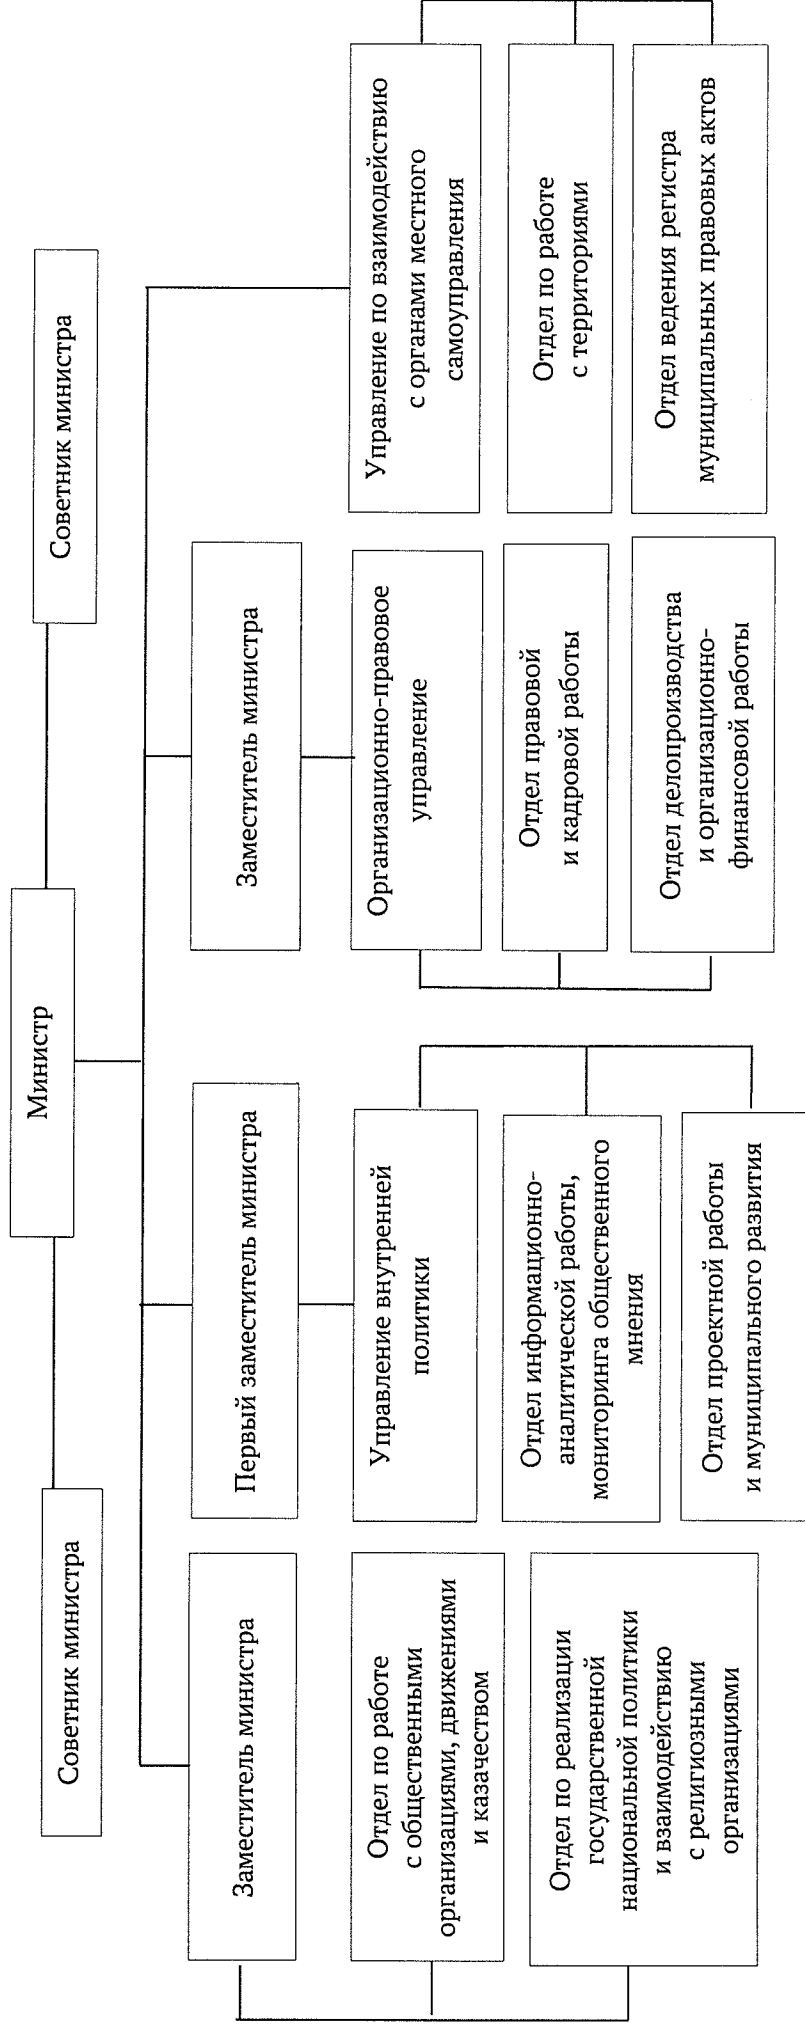 Министр
Советник министра
Советник министра
Заместитель министра
Отдел по работе
с общественными
организациями, движениями
и казачеством
Отдел по реализации
государственной
национальной политики
и взаимодействию
с религиозными
организациями
Первый заместитель министра
Управление внутренней
политики
Отдел информационно-
аналитической работы,
мониторинга общественного
мнения
Отдел проектной работы
и муниципального развития
Заместитель министра
Организационно-правовое
управление
Отдел правовой
и кадровой работы
Отдел делопроизводства
и организационно-
финансовой работы
Управление по взаимодействию
с органами местного
самоуправления
Отдел по работе
с территориями
Отдел ведения регистра
муниципальных правовых актов